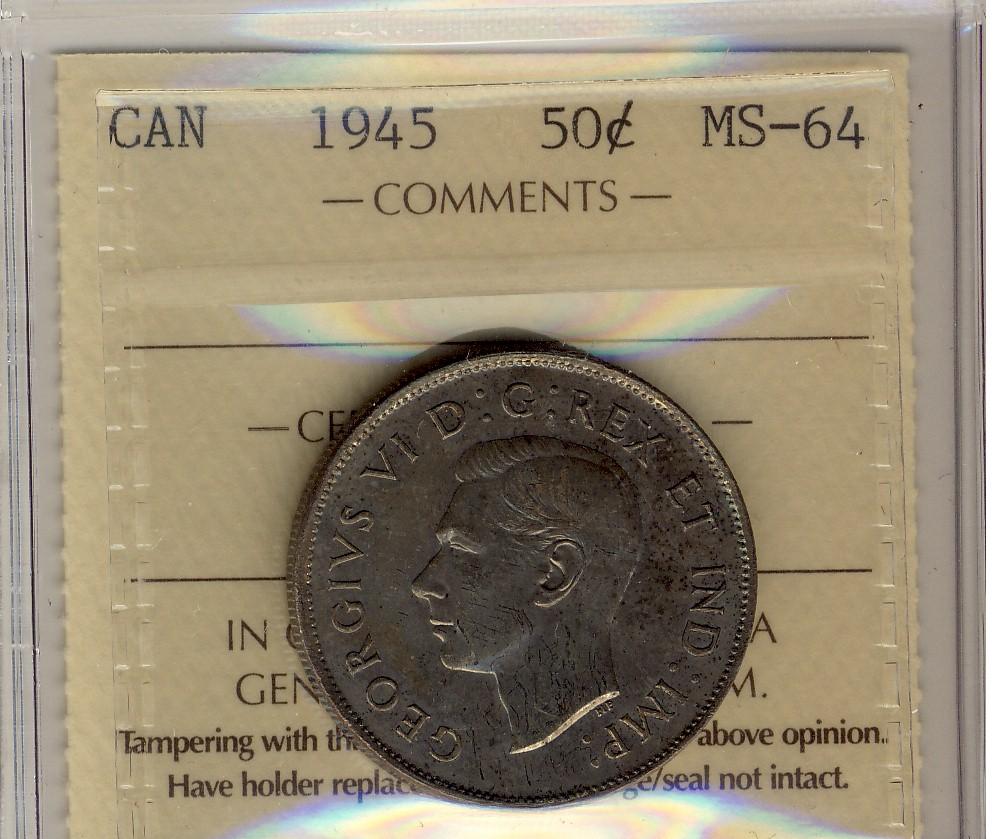 CAN 1945 50¢ MS-64
— COMMENTS —
— CE —
GEORGIVS VI D:G:REX ET IND:IMP:
IN A
GEN M.
Tampering with th above opinion.
Have holder replac ge/seal not intact.